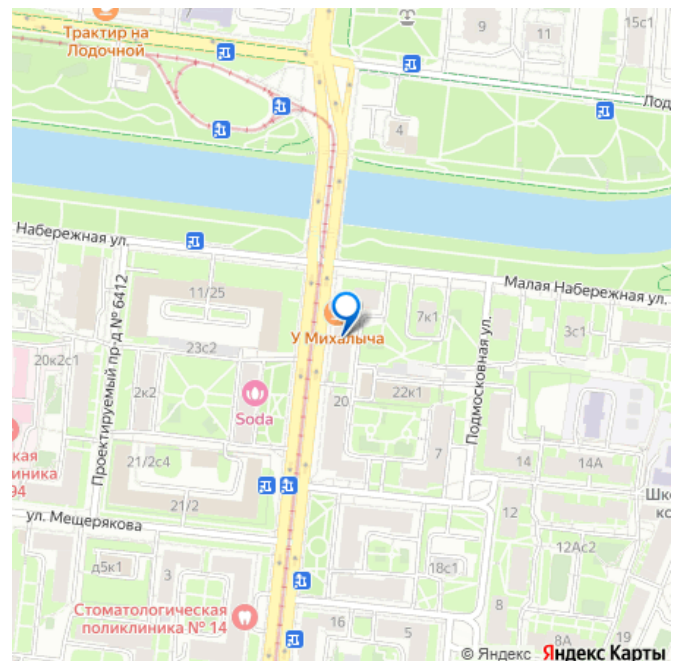 Трактир на
Лодочной
9
11
15с1
4
Лод
Набережная ул.
Малая Набережная ул.
Проектируемый пр-д № 6412
11/25
У Михалыча
7к1
3с1
23с2
20к2с1
2к2
Soda
20
22к1
Подмосковная ул.
ская
линика
94
21/2с4
7
14
14А
21/2
Шко
ко
ул. Мещерякова
12
12Ас2
д5к1
3
18с1
Стоматологическая
поликлиника № 14
16
5
8
8А
19
© Яндекс Яндекс Карты